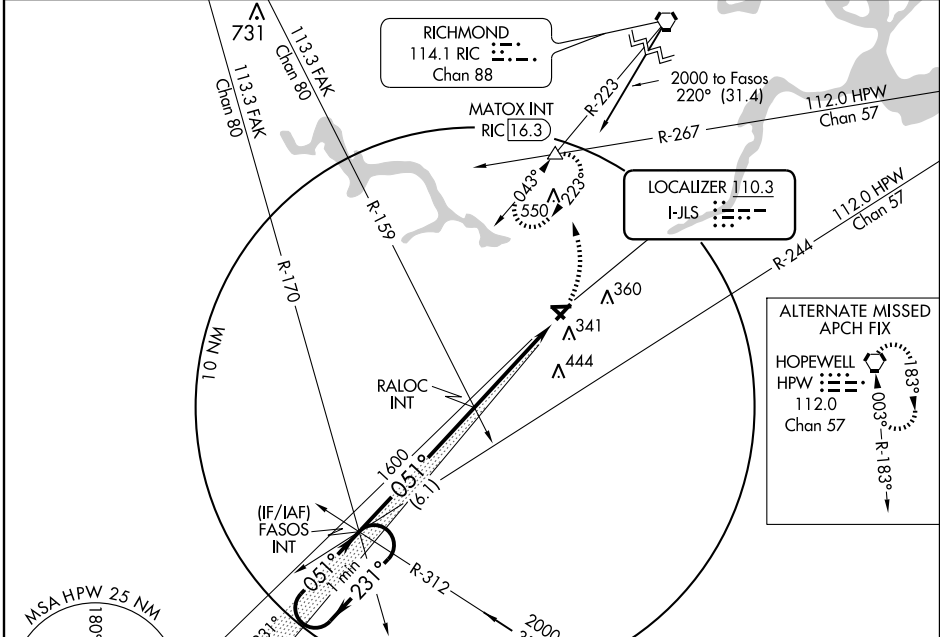 731
113.3 FAK
Chan 80
113.3 FAK
Chan 80
RICHMOND
114.1 RIC
Chan 88
2000 to Fasos
220° (31.4)
R-223
MATOX INT
RIC 16.3
112.0 HPW
Chan 57
R-267
043°
223°
550
LOCALIZER 110.3
I-JLS
112.0 HPW
Chan 57
R-244
R-159
R-170
10 NM
360
341
444
ALTERNATE MISSED
APCH FIX
HOPEWELL
HPW
112.0
Chan 57
183°
003°
R-183°
RALOC
INT
1600
051°
(6.1)
(IF/IAF)
FASOS
INT
051°
1 min
231°
R-312
2000
MSA HPW 25 NM
180°